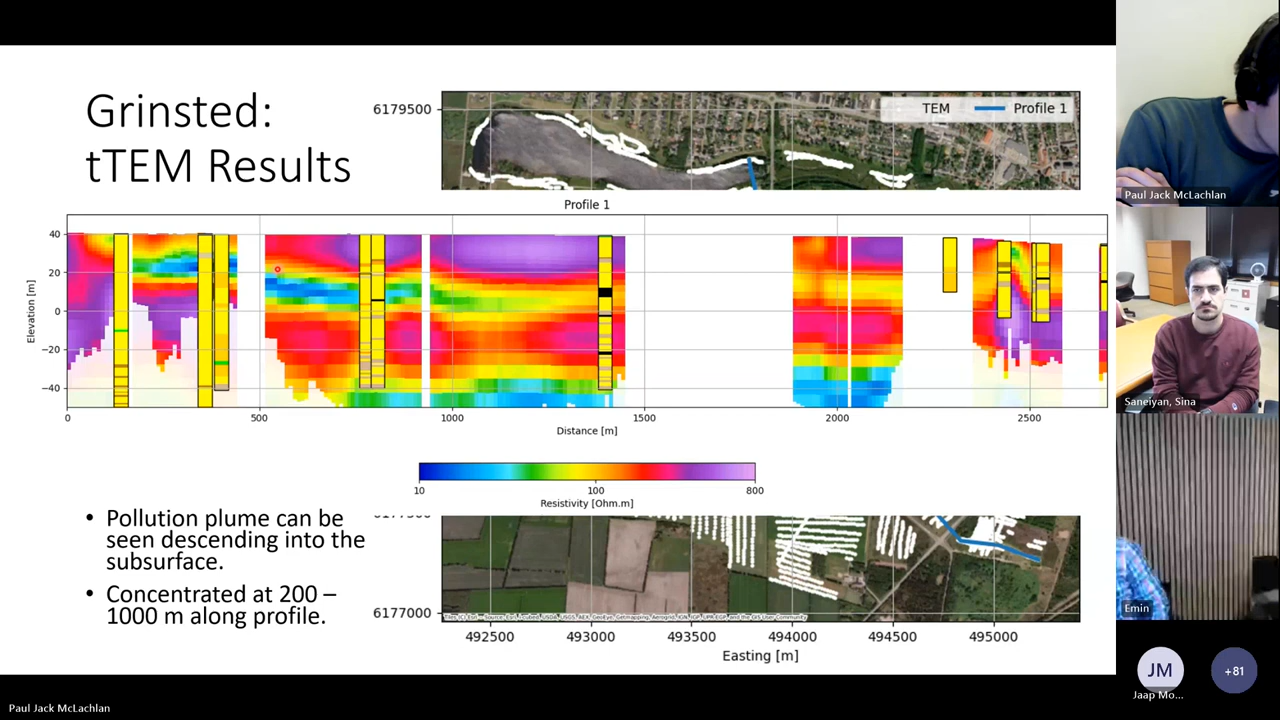 Grinsted:
tTEM Results
6179500
TEM
Profile 1
Profile 1
40
20
0
−20
−40
Elevation [m]
0
500
1000
1500
2000
2500
Distance [m]
10
100
800
Resistivity [Ohm.m]
• Pollution plume can be
seen descending into the
subsurface.
• Concentrated at 200 –
1000 m along profile.
6177000
492500
493000
493500
494000
494500
495000
Easting [m]
Paul Jack McLachlan
Saneiyan, Sina
Emin
JM
Jaap Mo...
+81
Paul Jack McLachlan